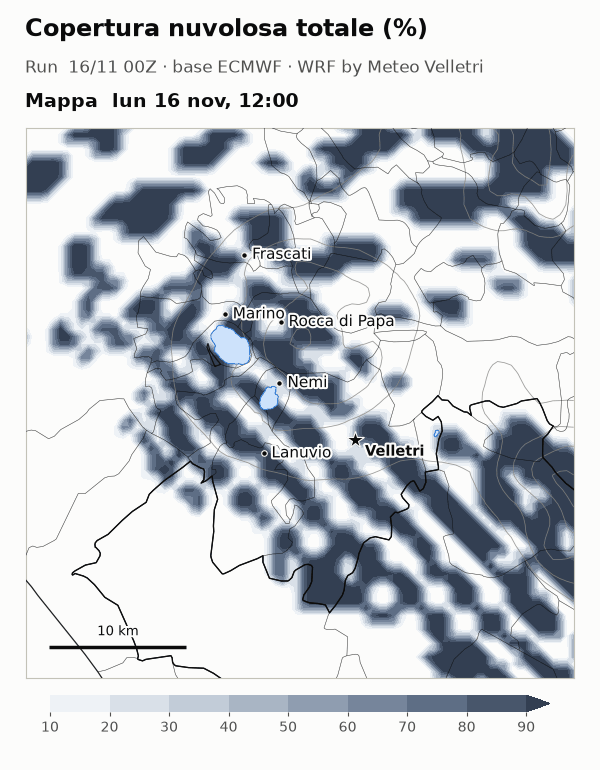 Copertura nuvolosa totale (%)
Run  16/11 00Z · base ECMWF · WRF by Meteo Velletri
Mappa  lun 16 nov, 12:00
Frascati
Marino
Rocca di Papa
Nemi
Lanuvio
Velletri
10 km
10 20 30 40 50 60 70 80 90